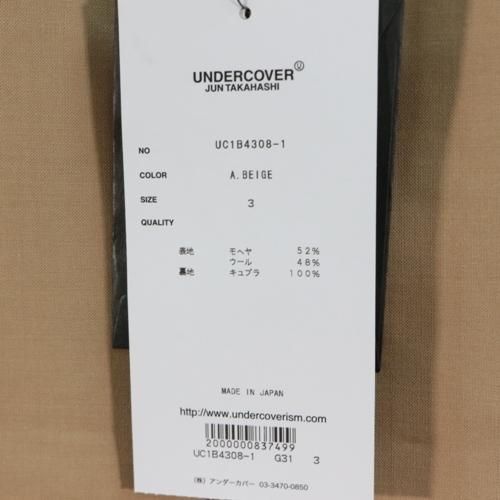 UNDERCOVER U
JUN TAKAHASHI
NO UC1B4308-1
COLOR A.BEIGE
SIZE 3
QUALITY
表地 モヘヤ 52%
ウール 48%
裏地 キュプラ 100%
MADE IN JAPAN
http://www.undercoverism.com
2000000837499
UC1B4308-1 G31 3
(株) アンダーカバー 03-3470-0850